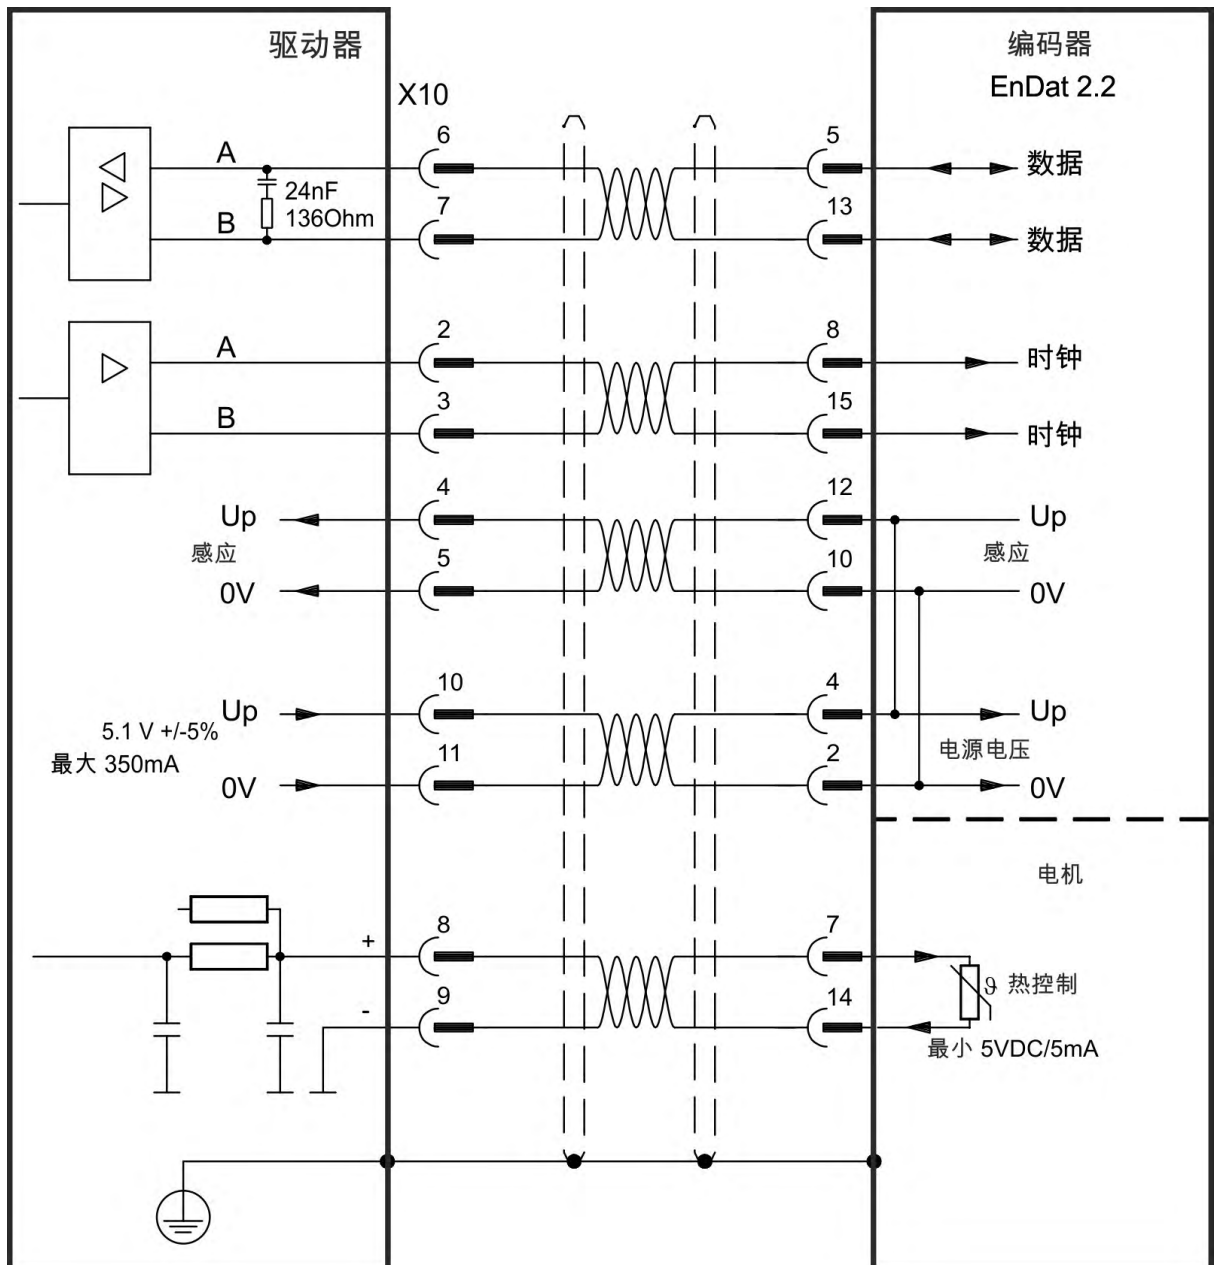 驱动器
编码器
EnDat 2.2
X10
A
6
5
数据
24nF
136Ohm
B
7
13
数据
A
2
8
时钟
B
3
15
时钟
Up
4
12
Up
感应
感应
0V
5
10
0V
Up
10
4
Up
5.1 V +/-5%
最大 350mA
电源电压
0V
11
2
0V
电机
+
8
7
ϑ 热控制
-
9
14
最小 5VDC/5mA